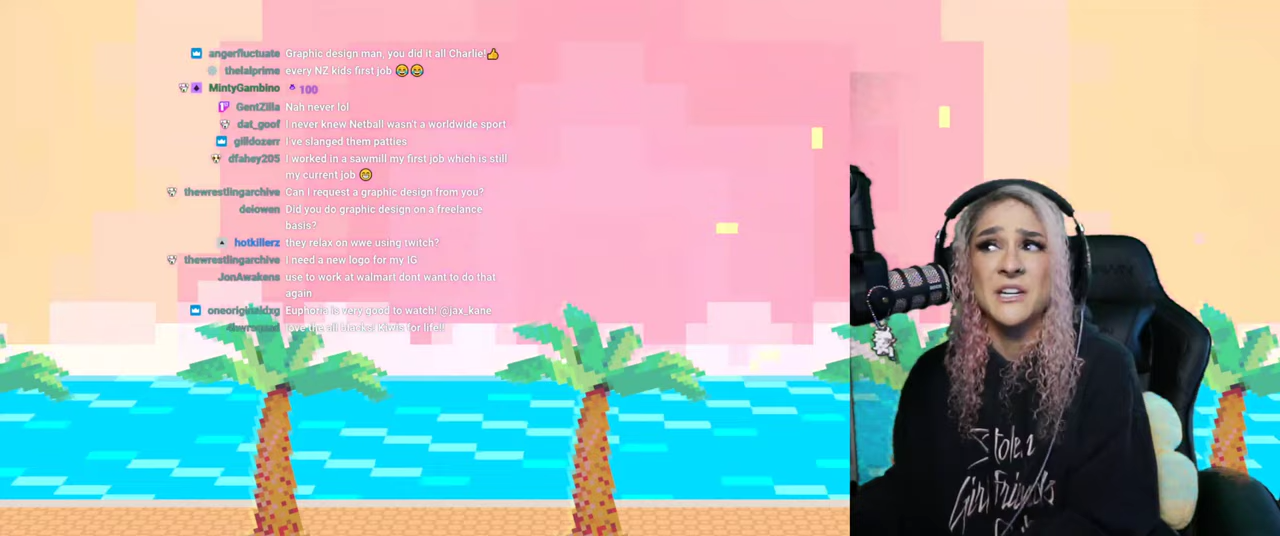 angerfluctuate Graphic design man, you did it all Charlie!👍
thelalprime every NZ kids first job 😂😂
MintyGambino 100
GentZilla Nah never lol
dat_goof I never knew Netball wasn't a worldwide sport
gilldozerr I've slanged them patties
dfahey205 I worked in a sawmill my first job which is still
my current job 😁
thewrestlingarchive Can I request a graphic design from you?
deiowen Did you do graphic design on a freelance
basis?
hotkillerz they relax on wwe using twitch?
thewrestlingarchive I need a new logo for my IG
JonAwakens use to work at walmart dont want to do that
again
oneoriginaldxg Euphoria is very good to watch! @jax_kane
love the all blacks! Kiwis for life!!
Stolen
Girl Friends